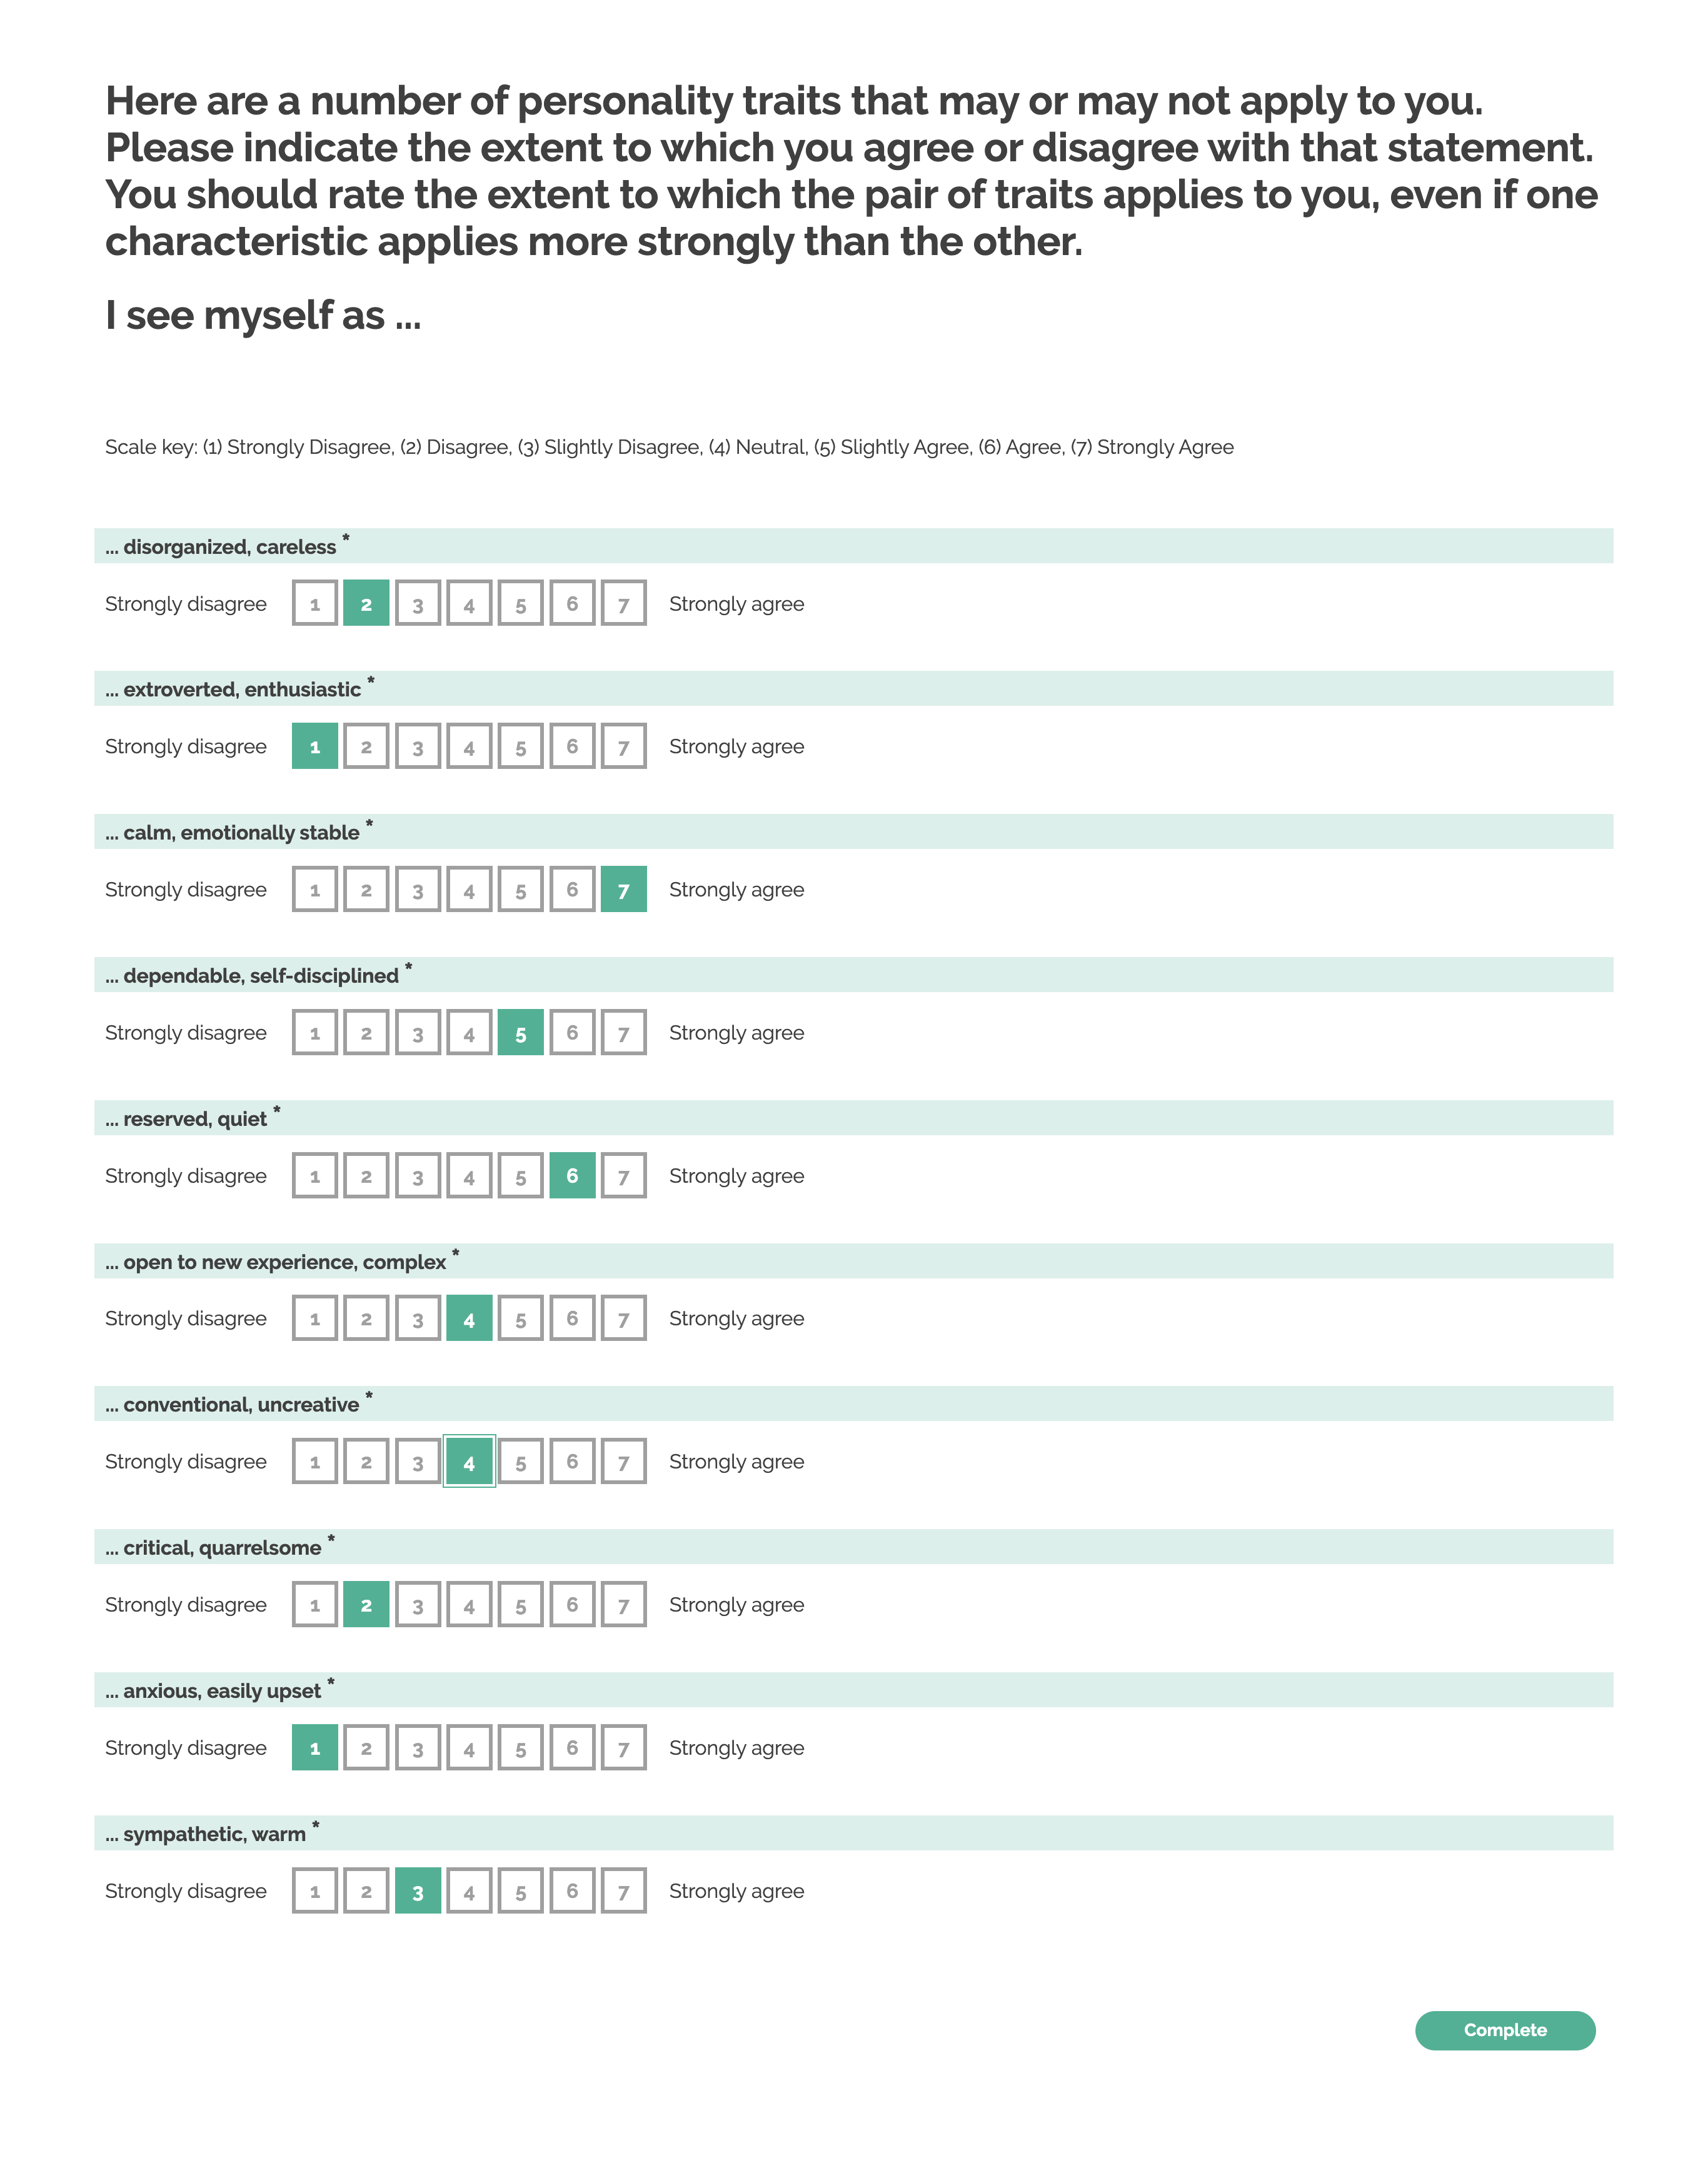 Here are a number of personality traits that may or may not apply to you.
Please indicate the extent to which you agree or disagree with that statement.
You should rate the extent to which the pair of traits applies to you, even if one
characteristic applies more strongly than the other.
I see myself as ...
Scale key: (1) Strongly Disagree, (2) Disagree, (3) Slightly Disagree, (4) Neutral, (5) Slightly Agree, (6) Agree, (7) Strongly Agree
... disorganized, careless *
Strongly disagree 1 2 3 4 5 6 7 Strongly agree
... extroverted, enthusiastic *
Strongly disagree 1 2 3 4 5 6 7 Strongly agree
... calm, emotionally stable *
Strongly disagree 1 2 3 4 5 6 7 Strongly agree
... dependable, self-disciplined *
Strongly disagree 1 2 3 4 5 6 7 Strongly agree
... reserved, quiet *
Strongly disagree 1 2 3 4 5 6 7 Strongly agree
... open to new experience, complex *
Strongly disagree 1 2 3 4 5 6 7 Strongly agree
... conventional, uncreative *
Strongly disagree 1 2 3 4 5 6 7 Strongly agree
... critical, quarrelsome *
Strongly disagree 1 2 3 4 5 6 7 Strongly agree
... anxious, easily upset *
Strongly disagree 1 2 3 4 5 6 7 Strongly agree
... sympathetic, warm *
Strongly disagree 1 2 3 4 5 6 7 Strongly agree
Complete